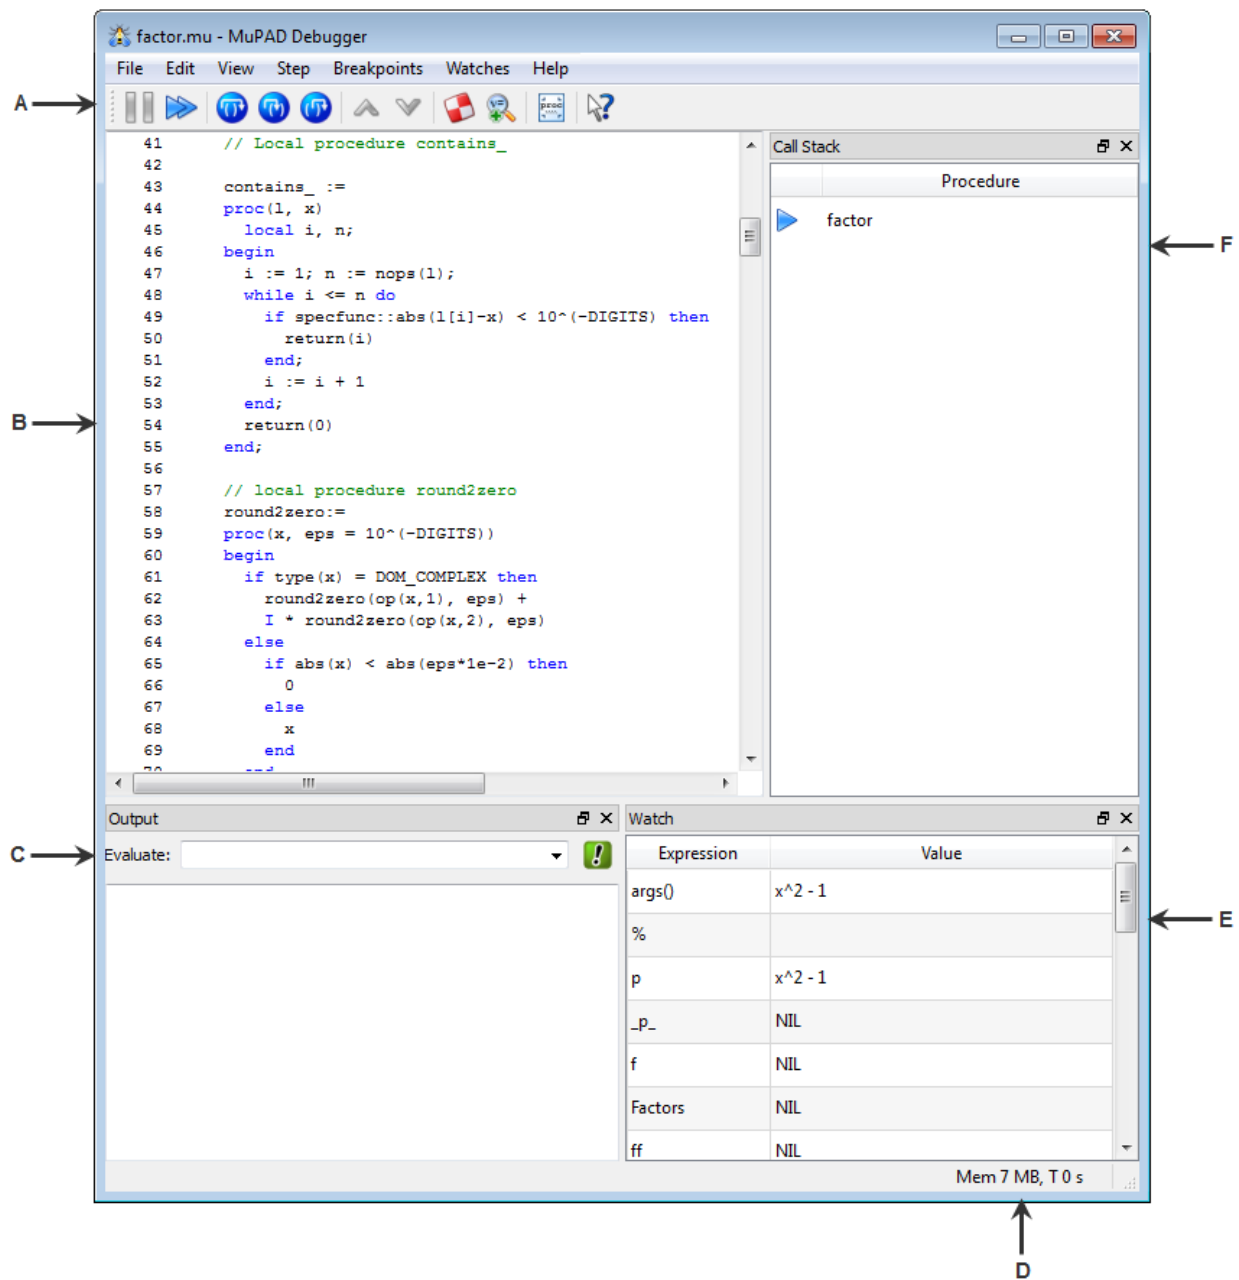 factor.mu - MuPAD Debugger
File Edit View Step Breakpoints Watches Help
A
41 // Local procedure contains_
42
43 contains_ :=
44 proc(l, x)
45 local i, n;
46 begin
47 i := 1; n := nops(l);
48 while i <= n do
49 if specfunc::abs(l[i]-x) < 10^(-DIGITS) then
50 return(i)
51 end;
52 i := i + 1
53 end;
54 return(0)
55 end;
56
57 // local procedure round2zero
58 round2zero:=
59 proc(x, eps = 10^(-DIGITS))
60 begin
61 if type(x) = DOM_COMPLEX then
62 round2zero(op(x,1), eps) +
63 I * round2zero(op(x,2), eps)
64 else
65 if abs(x) < abs(eps*1e-2) then
66 0
67 else
68 x
69 end
70 end
B
Call Stack
Procedure
factor
F
Output
Evaluate:
C
Watch
Expression Value
args() x^2 - 1
%
p x^2 - 1
_p_ NIL
f NIL
Factors NIL
ff NIL
E
Mem 7 MB, T 0 s
D